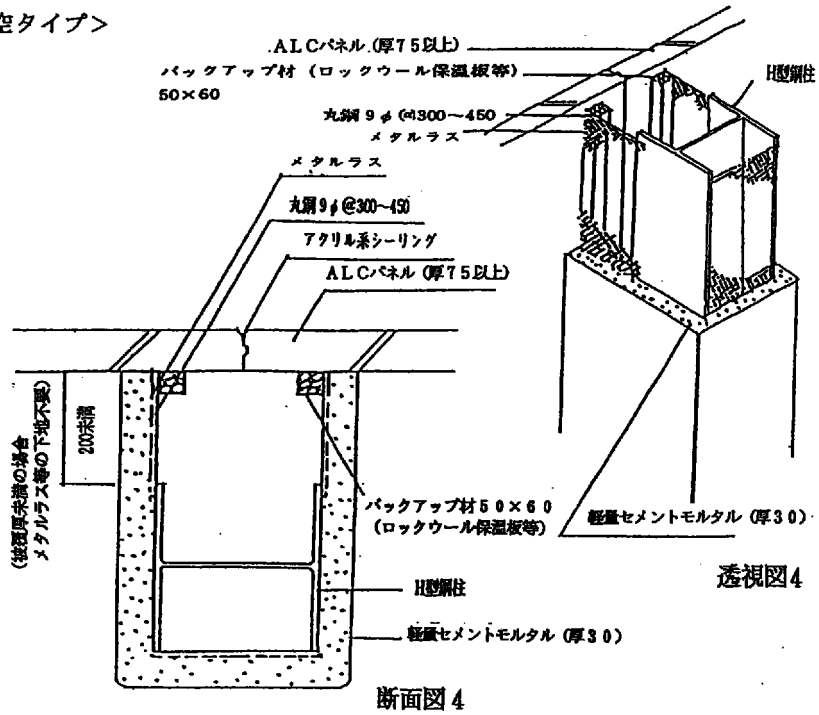 空タイプ＞
ALCパネル(厚75以上)
バックアップ材(ロックウール保温板等)
50×60
丸鋼9φ@300～450
メタルラス
H型鋼柱
メタルラス
丸鋼9φ@300～450
アクリル系シーリング
ALCパネル(厚75以上)
200未満
(被覆厚未満の場合
メタルラス等の下地不要)
バックアップ材50×60
(ロックウール保温板等)
軽量セメントモルタル(厚30)
透視図4
H型鋼柱
軽量セメントモルタル(厚30)
断面図4